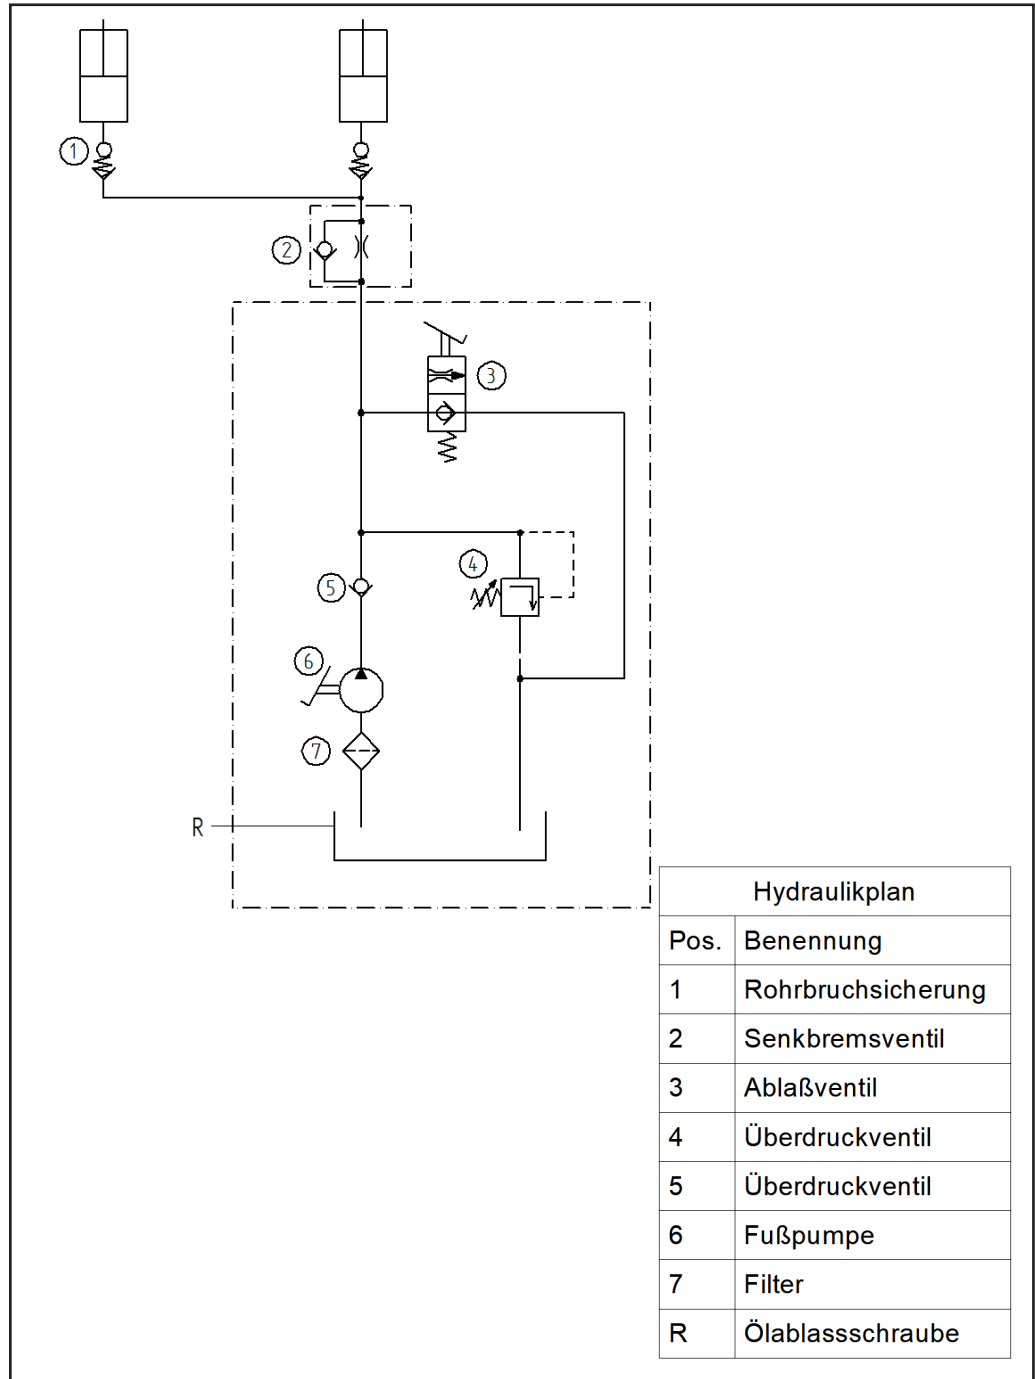 1
2
3
4
5
6
7
R
Hydraulikplan
Pos. Benennung
1 Rohrbruchsicherung
2 Senkbremsventil
3 Ablaßventil
4 Überdruckventil
5 Überdruckventil
6 Fußpumpe
7 Filter
R Ölablassschraube